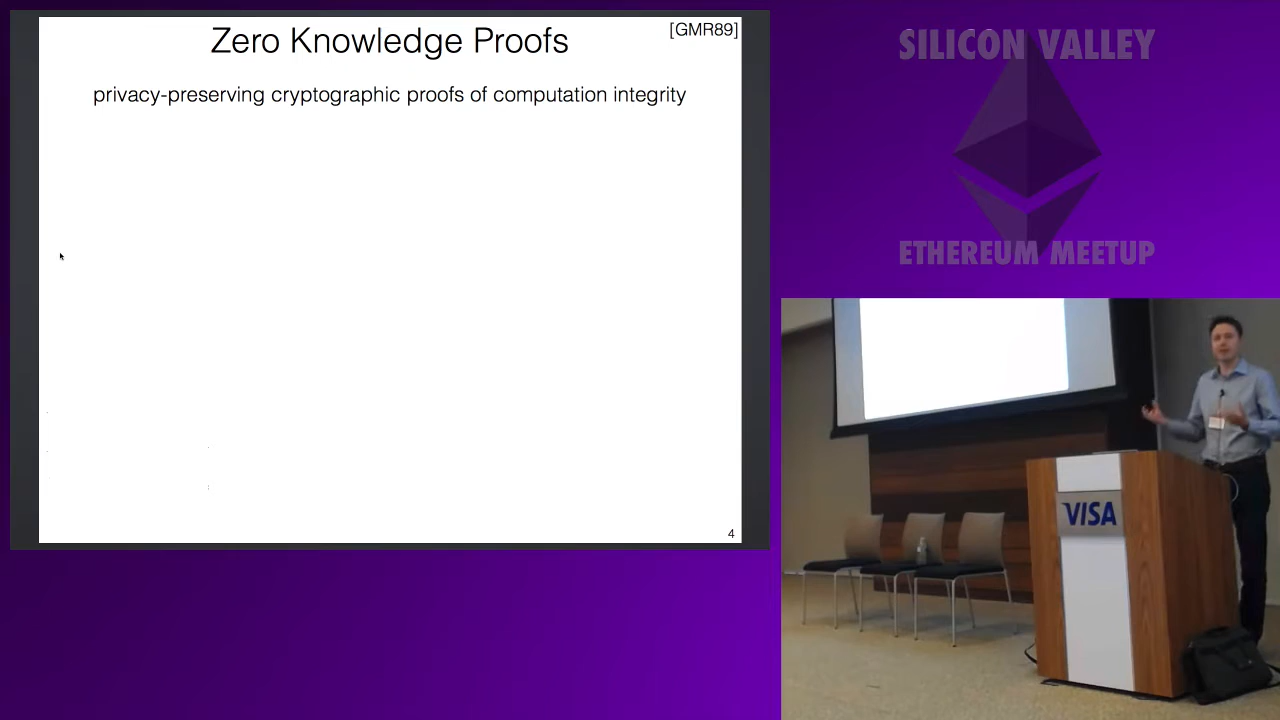 Zero Knowledge Proofs
[GMR89]
privacy-preserving cryptographic proofs of computation integrity
4
SILICON VALLEY
ETHEREUM MEETUP
VISA